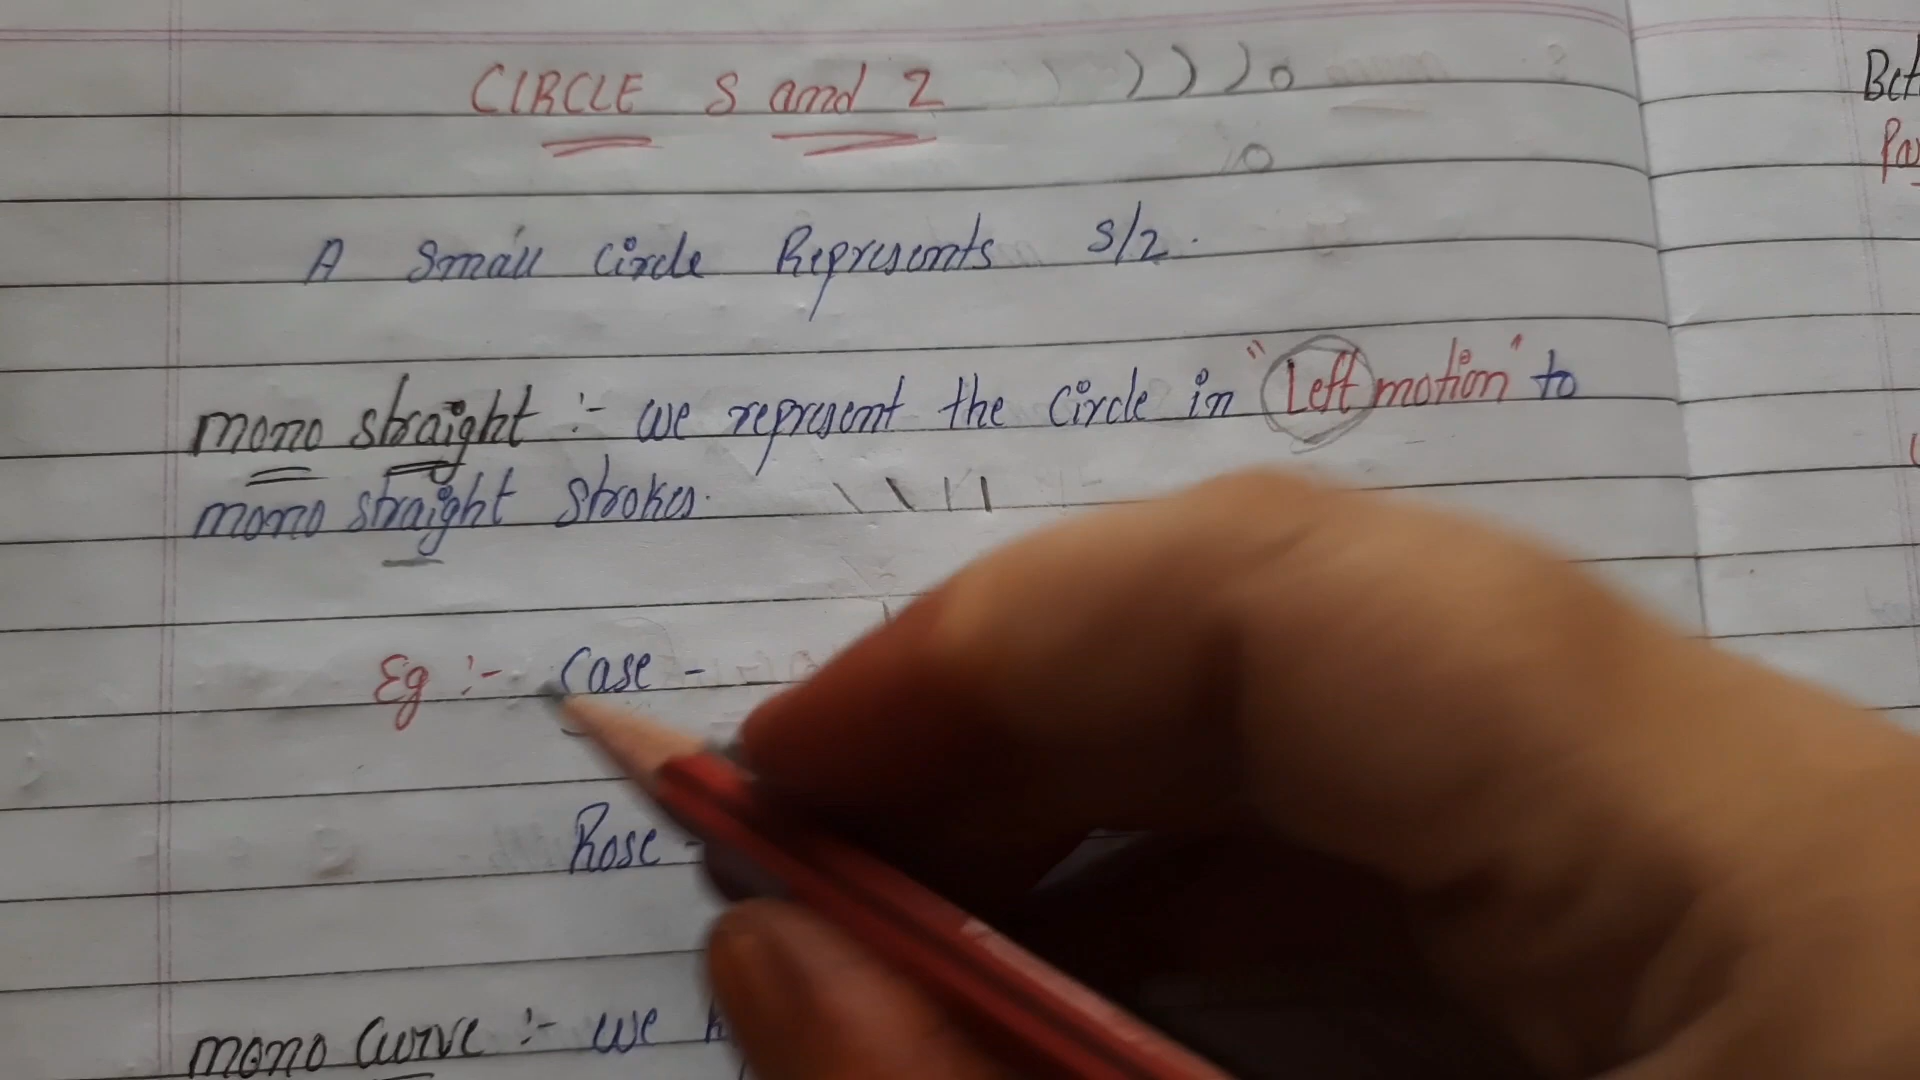 CIRCLE S and Z
A Small Circle Represents S/Z.
mono straight :- we represent the Circle in "Left motion" to
mono straight Strokes.
Eg :- Case -
Rose -
mono Curve :- we